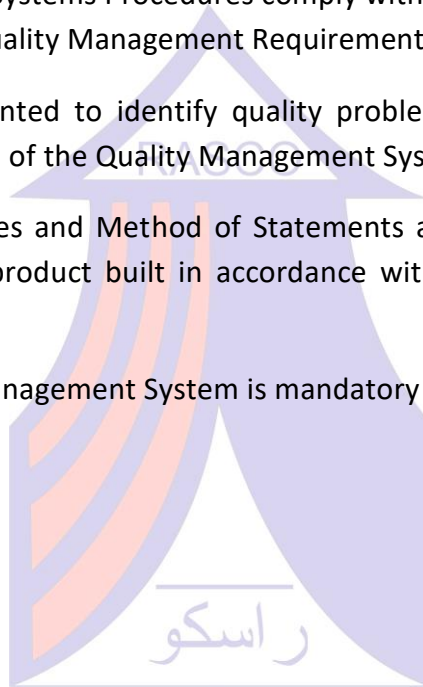 ystems Procedures comply with
uality Management Requirement
nted to identify quality proble
of the Quality Management Sys
RASCO
es and Method of Statements a
product built in accordance wit
nagement System is mandatory
راسكو